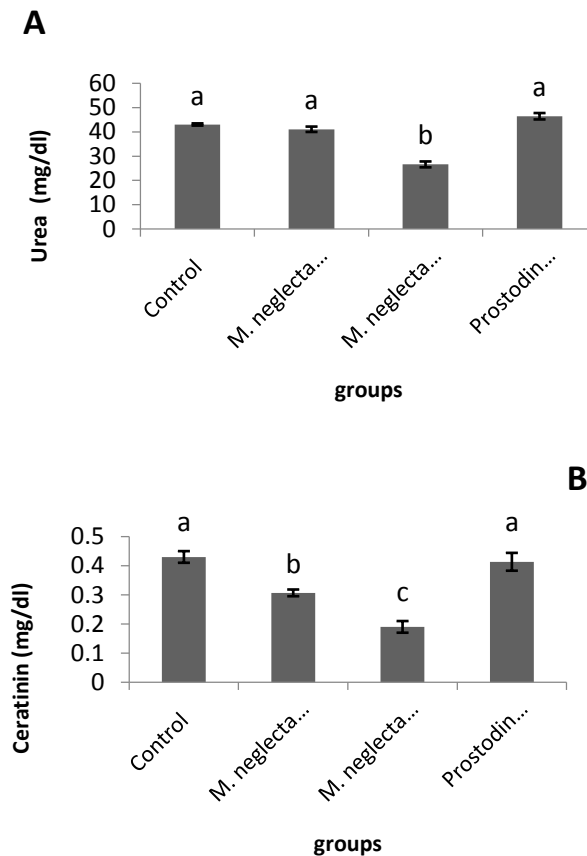 A
Urea (mg/dl)
60
50
40
30
20
10
0
a
a
b
a
Control
M. neglecta...
M. neglecta...
Prostodin...
groups
B
Ceratinin (mg/dl)
0.5
0.4
0.3
0.2
0.1
0
a
b
c
a
Control
M. neglecta...
M. neglecta...
Prostodin...
groups